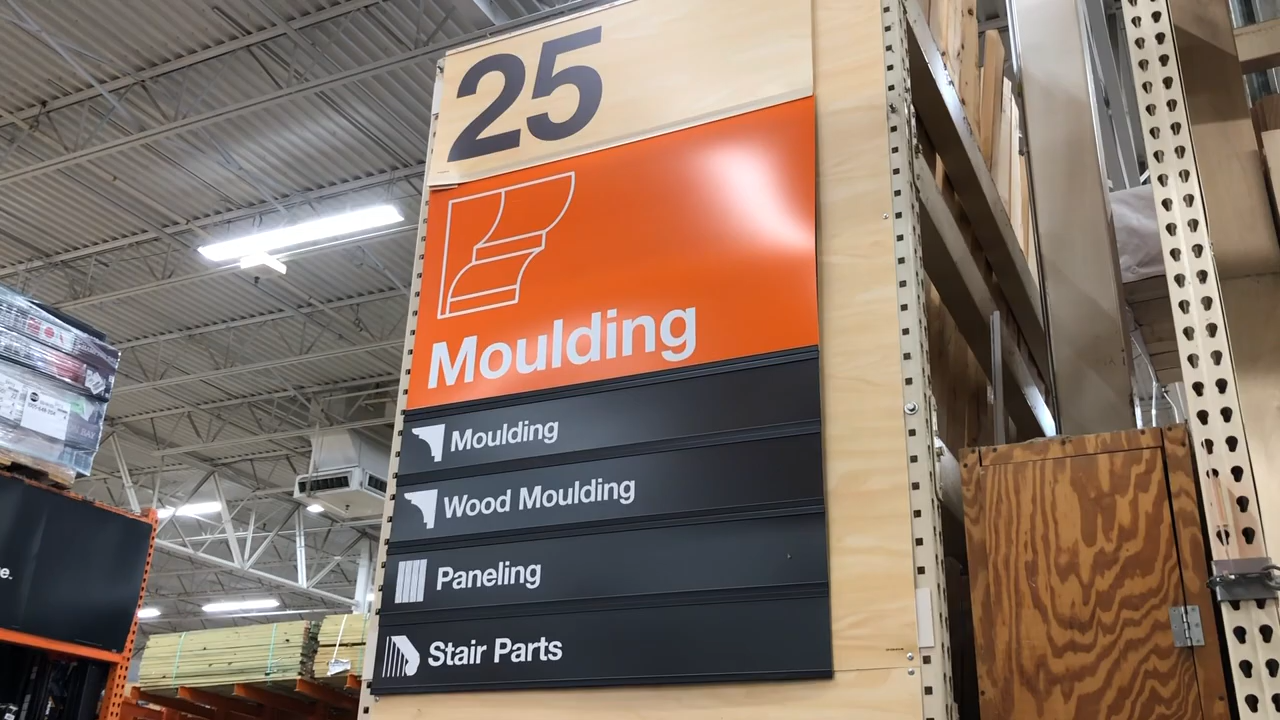 25
Moulding
Moulding
Wood Moulding
Paneling
Stair Parts
e.